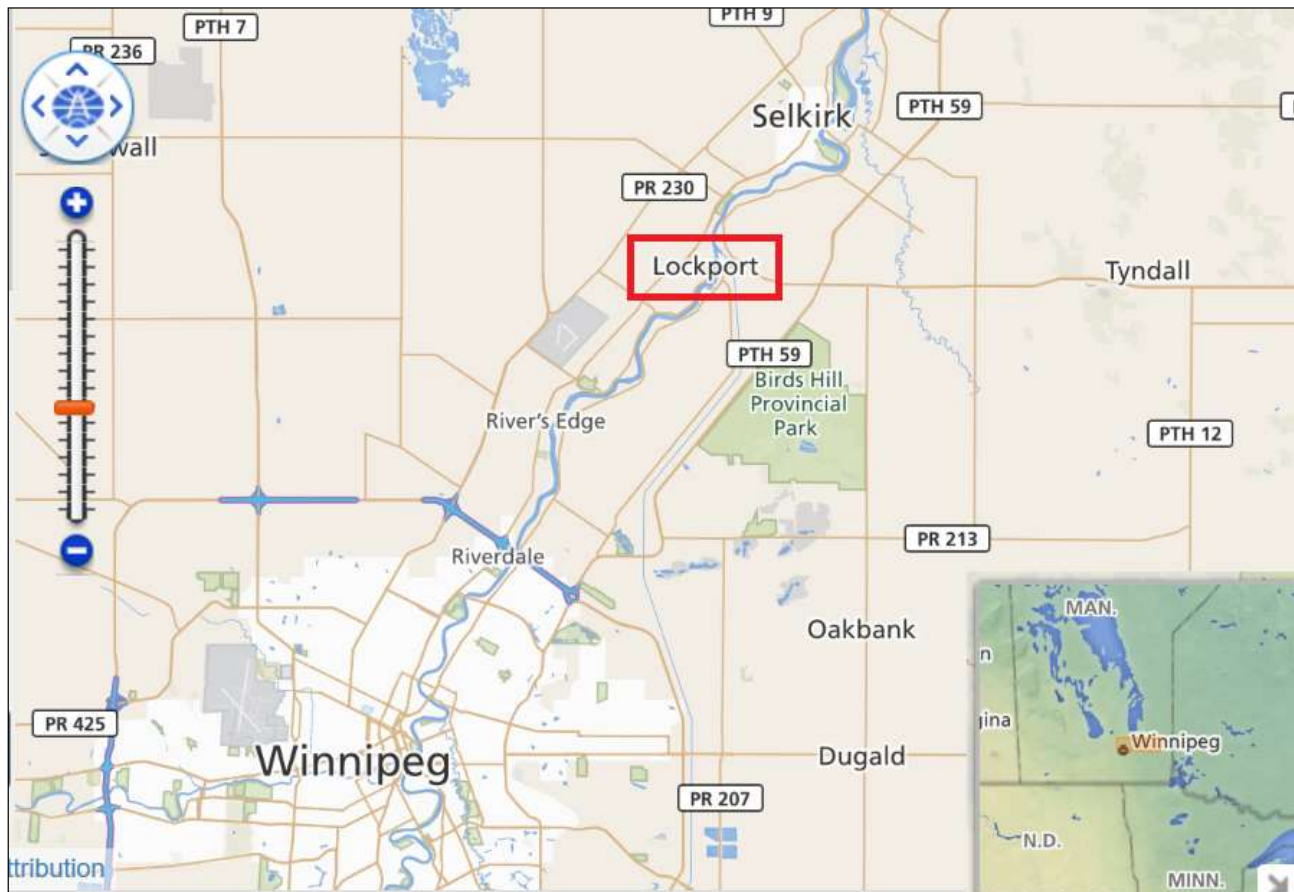 PTH 7
PTH 9
PR 236
Selkirk
PTH 59
wall
PR 230
Lockport
Tyndall
PTH 59
Birds Hill
Provincial
Park
River's Edge
PTH 12
PR 213
Riverdale
MAN.
Oakbank
n
gina
PR 425
Winnipeg
Winnipeg
Dugald
PR 207
N.D.
ttribution
MINN.